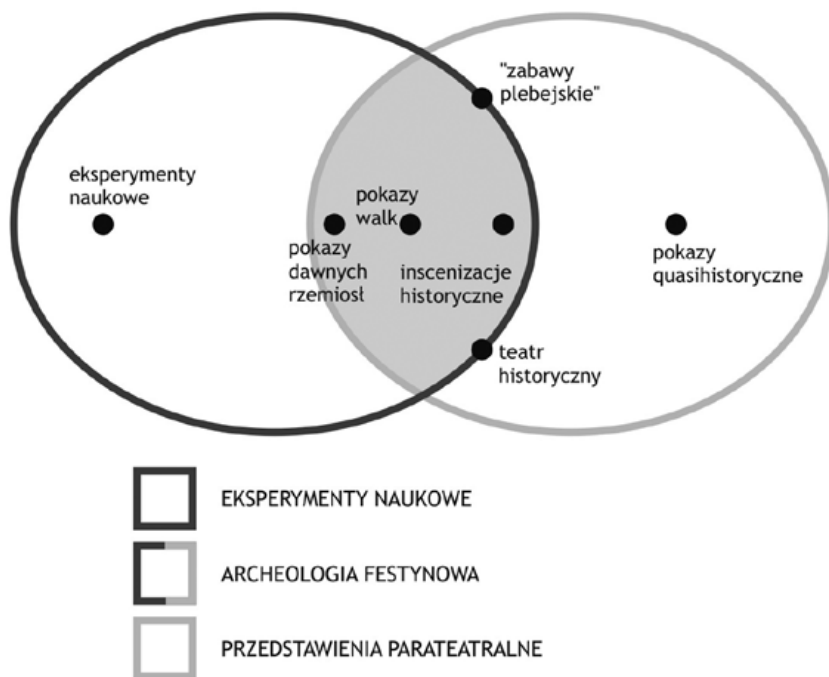 "zabawy
plebejskie"
eksperymenty
naukowe
pokazy
walk
pokazy
dawnych
rzemiosł
inscenizacje
historyczne
pokazy
quasihistoryczne
teatr
historyczny
EKSPERYMENTY NAUKOWE
ARCHEOLOGIA FESTYNOWA
PRZEDSTAWIENIA PARATEATRALNE